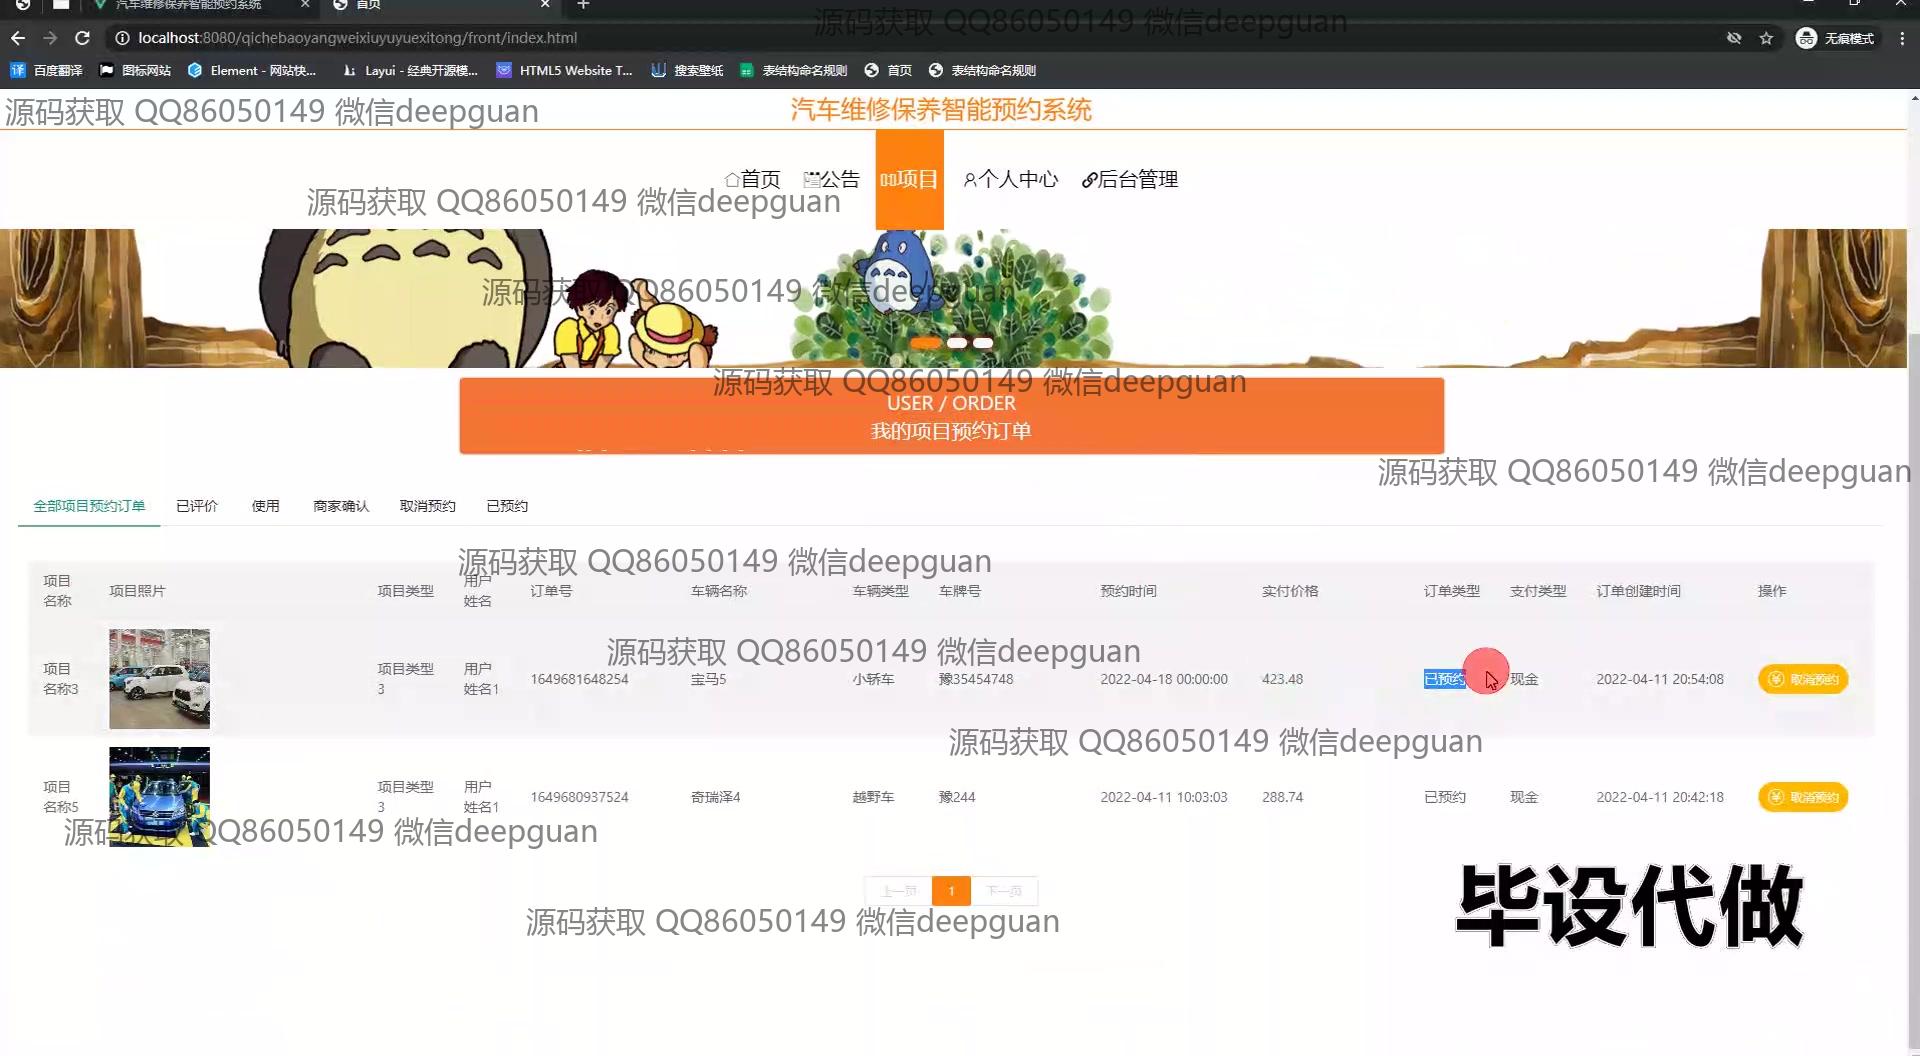 汽车维修保养智能预约系统
首页
源码获取 QQ86050149 微信deepguan
localhost:8080/qichebaoyangweixiuyuyuexitong/front/index.html
无痕模式
百度翻译 图标网站 Element - 网站快... Layui - 经典开源模... HTML5 Website T... 搜索壁纸 表结构命名规则 首页 表结构命名规则
源码获取 QQ86050149 微信deepguan
汽车维修保养智能预约系统
首页 公告 项目 个人中心 后台管理
源码获取 QQ86050149 微信deepguan
源码获取 QQ86050149 微信deepguan
源码获取 QQ86050149 微信deepguan
USER / ORDER
我的项目预约订单
源码获取 QQ86050149 微信deepguan
全部项目预约订单 已评价 使用 商家确认 取消预约 已预约
源码获取 QQ86050149 微信deepguan
项目名称 项目照片 项目类型 用户姓名 订单号 车辆名称 车辆类型 车牌号 预约时间 实付价格 订单类型 支付类型 订单创建时间 操作
源码获取 QQ86050149 微信deepguan
项目名称3 项目类型3 用户姓名1 1649681648254 宝马5 小轿车 豫35454748 2022-04-18 00:00:00 423.48 已预约 现金 2022-04-11 20:54:08 取消预约
源码获取 QQ86050149 微信deepguan
项目名称5 项目类型3 用户姓名1 1649680937524 奇瑞泽4 越野车 豫244 2022-04-11 10:03:03 288.74 已预约 现金 2022-04-11 20:42:18 取消预约
源码获取 QQ86050149 微信deepguan
上一页 1 下一页
毕设代做
源码获取 QQ86050149 微信deepguan